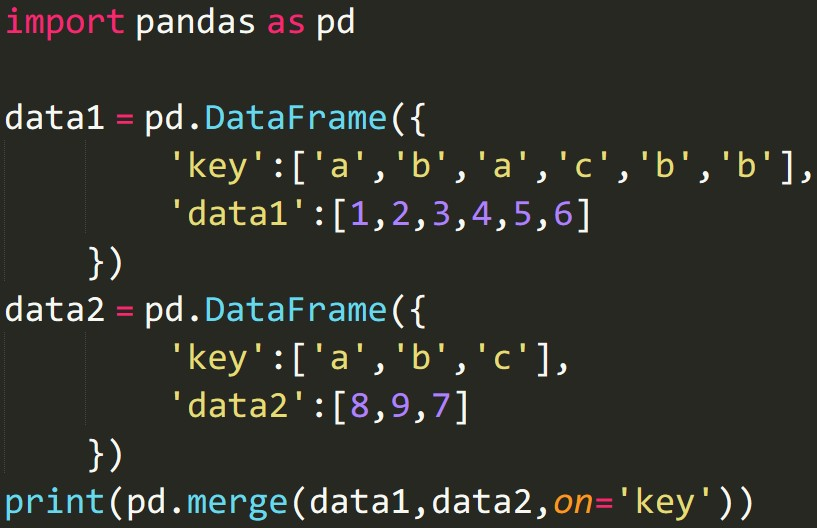 import pandas as pd
data1 = pd.DataFrame({
'key':['a','b','a','c','b','b'],
'data1':[1,2,3,4,5,6]
})
data2 = pd.DataFrame({
'key':['a','b','c'],
'data2':[8,9,7]
})
print(pd.merge(data1,data2,on='key'))